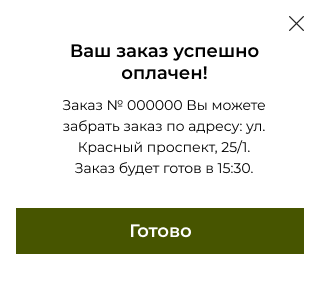 Ваш заказ успешно
оплачен!
Заказ № 000000 Вы можете
забрать заказ по адресу: ул.
Красный проспект, 25/1.
Заказ будет готов в 15:30.
Готово